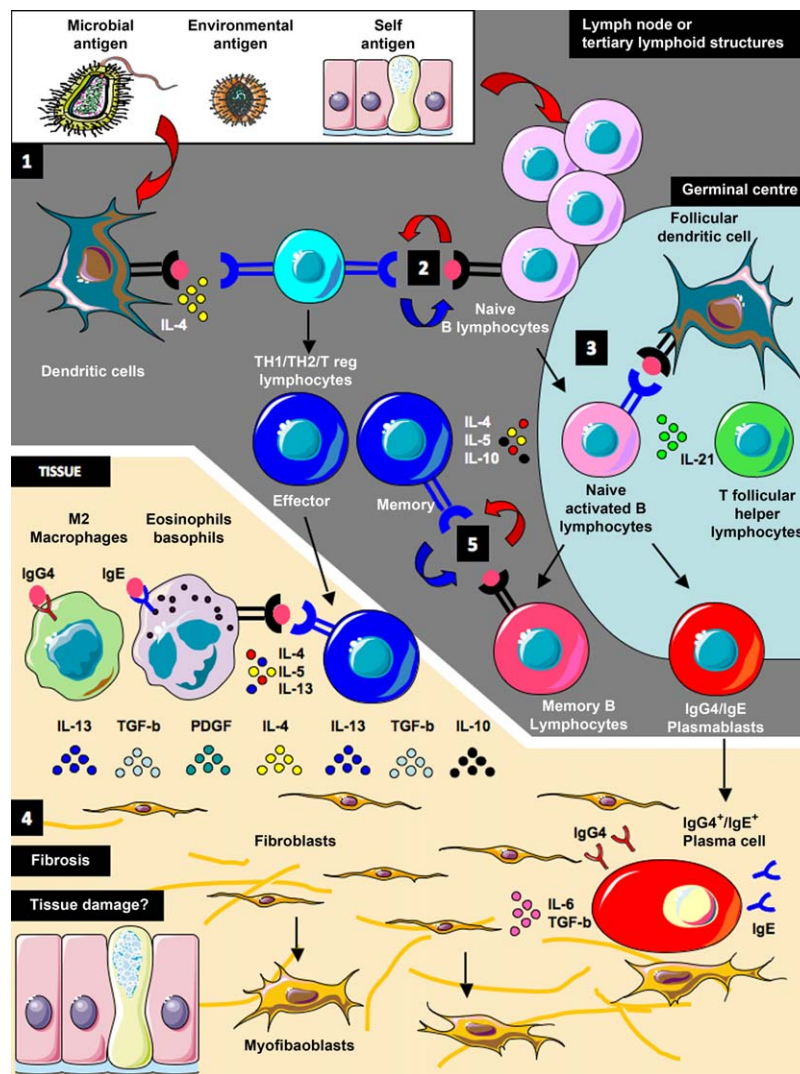 Microbial
antigen
Environmental
antigen
Self
antigen
Lymph node or
tertiary lymphoid structures
1
Germinal centre
Follicular
dendritic cell
2
IL-4
Naive
B lymphocytes
3
Dendritic cells
TH1/TH2/T reg
lymphocytes
IL-4
IL-5
IL-10
IL-21
TISSUE
Effector
Memory
Naive
activated B
lymphocytes
T follicular
helper
lymphocytes
M2
Macrophages
Eosinophils
basophils
5
IgG4
IgE
IL-4
IL-5
IL-13
Memory B
Lymphocytes
IgG4/IgE
Plasmablasts
IL-13
TGF-b
PDGF
IL-4
IL-13
TGF-b
IL-10
4
Fibroblasts
IgG4
IgG4+/IgE+
Plasma cell
Fibrosis
Tissue damage?
IL-6
TGF-b
IgE
Myofibaoblasts